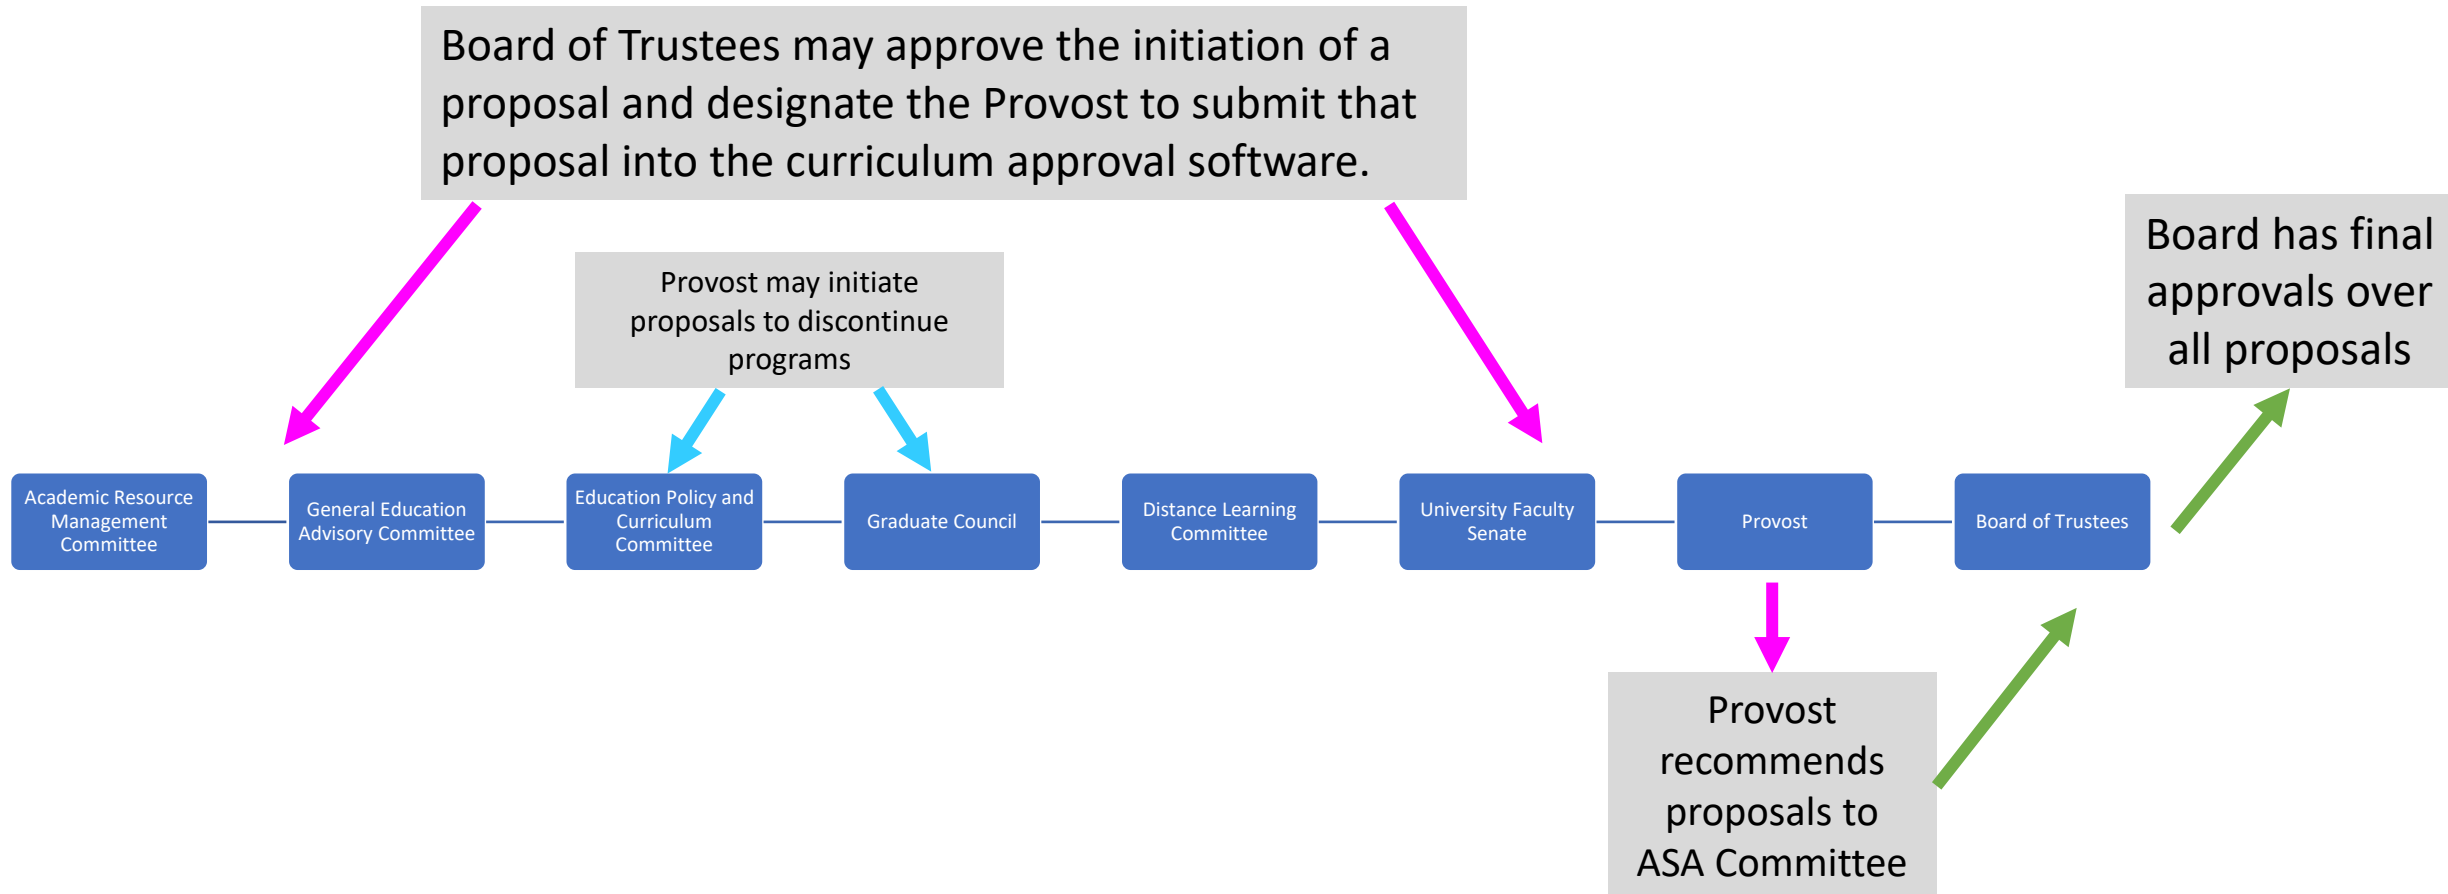 Board of Trustees may approve the initiation of a
proposal and designate the Provost to submit that
proposal into the curriculum approval software.
Board has final
approvals over
all proposals
Provost may initiate
proposals to discontinue
programs
Academic Resource
Management
Committee
General Education
Advisory Committee
Education Policy and
Curriculum
Committee
Graduate Council
Distance Learning
Committee
University Faculty
Senate
Provost
Board of Trustees
Provost
recommends
proposals to
ASA Committee